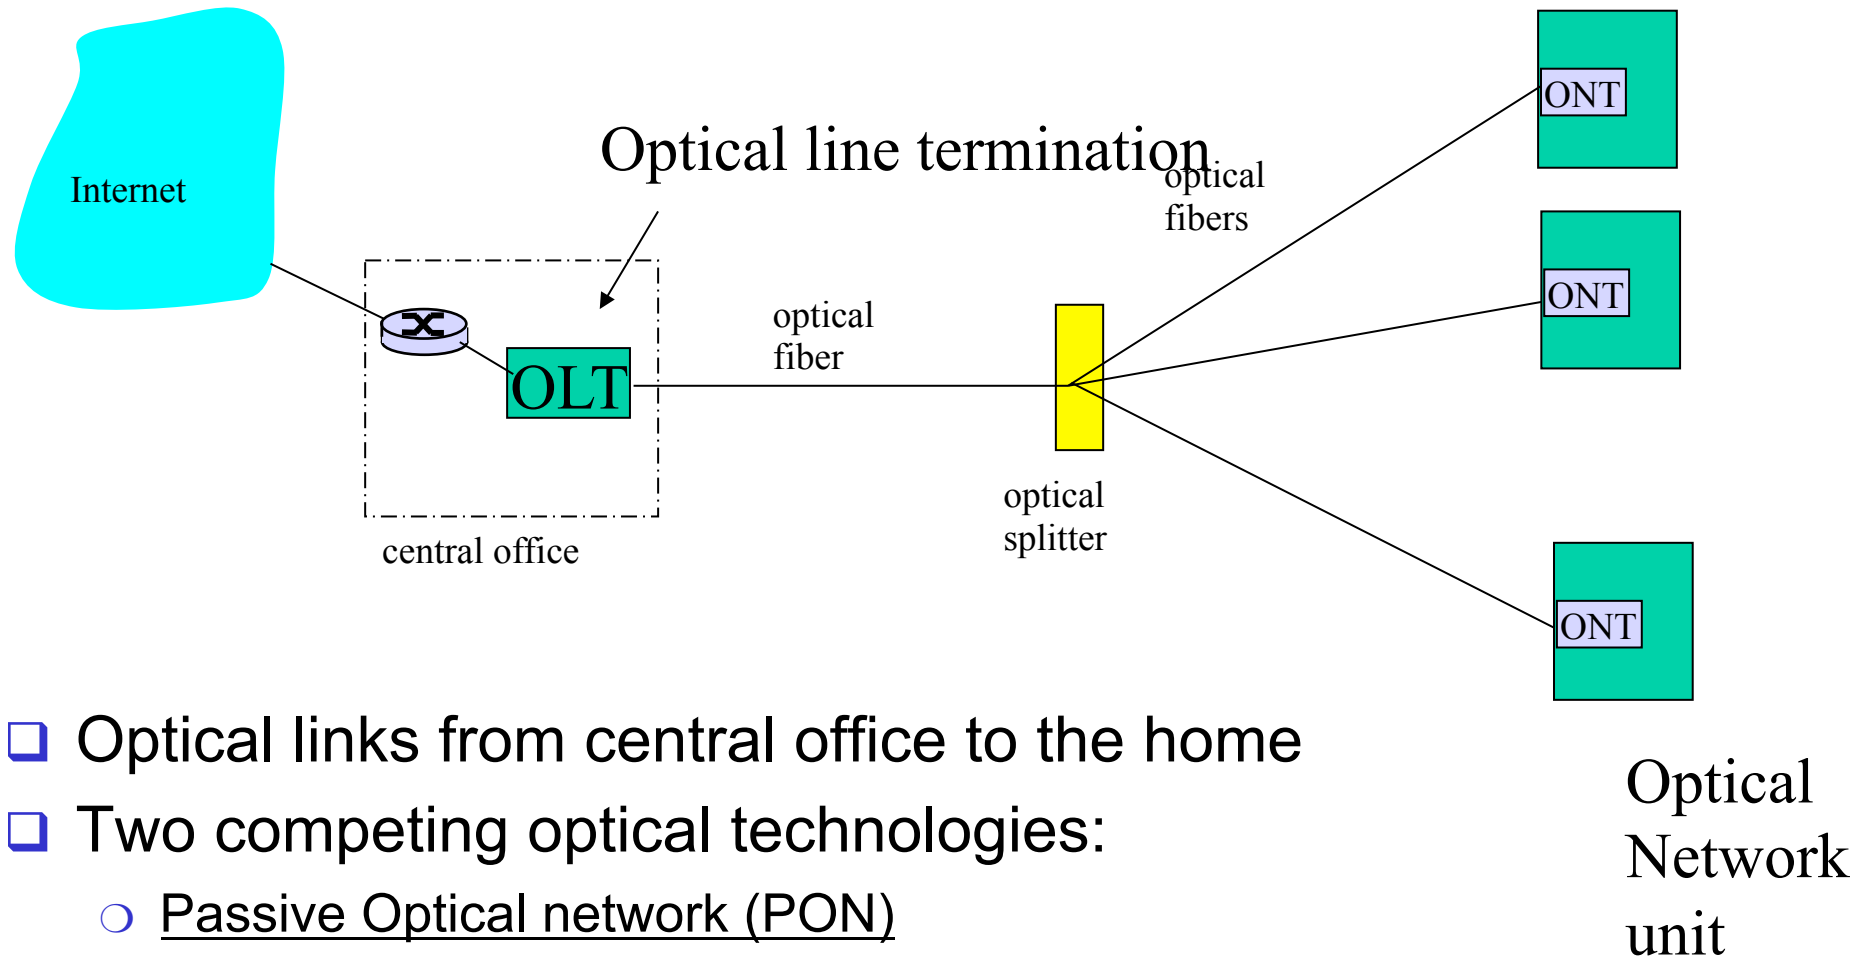 Internet
Optical line termination
optical
fibers
ONT
ONT
optical
fiber
OLT
optical
splitter
central office
ONT
Optical links from central office to the home
Two competing optical technologies:
Passive Optical network (PON)
Optical
Network
unit